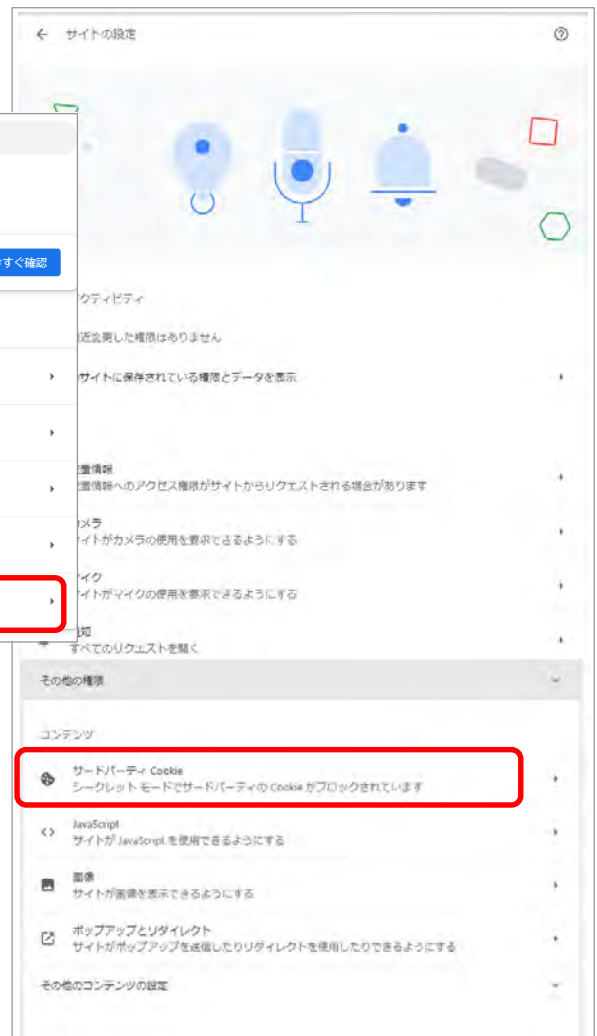 サイトの設定
すぐ確認
クティビティ
近変更した権限はありません
サイトに保存されている権限とデータを表示
置情報
置情報へのアクセス権限がサイトからリクエストされる場合があります
メラ
イトがカメラの使用を要求できるようにする
イク
イトがマイクの使用を要求できるようにする
知
すべてのリクエストを開く
その他の権限
コンテンツ
サードパーティ Cookie
シークレット モードでサードパーティの Cookie がブロックされています
JavaScript
サイトが JavaScript を使用できるようにする
画像
サイトが画像を表示できるようにする
ポップアップとリダイレクト
サイトがポップアップを送信したりリダイレクトを使用したりできるようにする
その他のコンテンツの設定